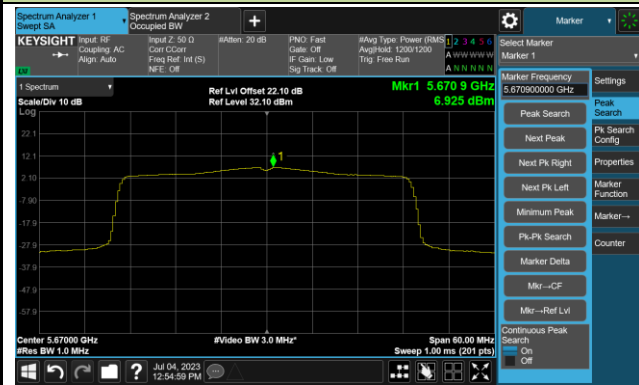 Spectrum Analyzer 1
Swept SA
Spectrum Analyzer 2
Occupied BW
+
Marker
KEYSIGHT
Input: RF
Coupling: AC
Align: Auto
Input Z: 50 Ω
Corr CCorr
Freq Ref: Int (S)
NFE: Off
#Atten: 20 dB
PNO: Fast
Gate: Off
IF Gain: Low
Sig Track: Off
#Avg Type: Power (RMS
Avg|Hold: 1200/1200
Trig: Free Run
1 2 3 4 5 6
A W W W W W
A N N N N N
LXI
Select Marker
Marker 1
1 Spectrum
Scale/Div 10 dB
Log
Ref Lvl Offset 22.10 dB
Ref Level 32.10 dBm
Mkr1 5.670 9 GHz
6.925 dBm
22.1
12.1
2.10
-7.90
-17.9
-27.9
-37.9
-47.9
-57.9
1
Center 5.67000 GHz
#Res BW 1.0 MHz
#Video BW 3.0 MHz*
Span 60.00 MHz
Sweep 1.00 ms (201 pts)
Marker Frequency
5.670900000 GHz
Peak Search
Next Peak
Next Pk Right
Next Pk Left
Minimum Peak
Pk-Pk Search
Marker Delta
Mkr→CF
Mkr→Ref Lvl
Continuous Peak
Search
On
Off
Settings
Peak
Search
Pk Search
Config
Properties
Marker
Function
Marker→
Counter
?
Jul 04, 2023
12:54:59 PM